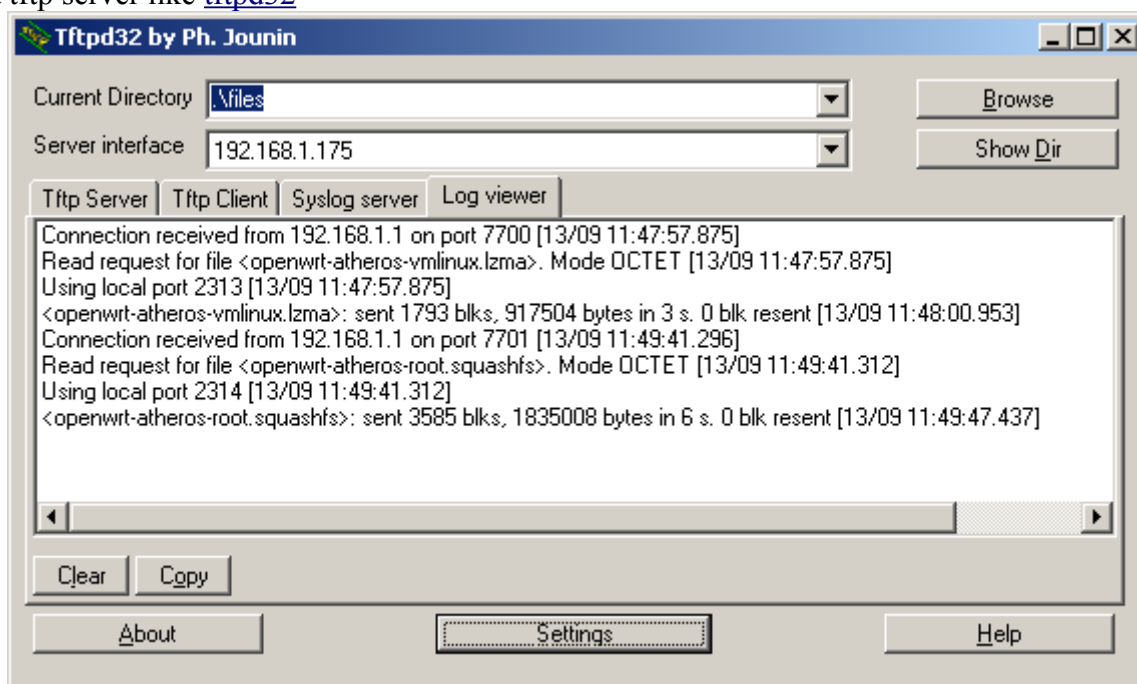 tftp server like tftpd32
Tftpd32 by Ph. Jounin
Current Directory .\files Browse
Server interface 192.168.1.175 Show Dir
Tftp Server Tftp Client Syslog server Log viewer
Connection received from 192.168.1.1 on port 7700 [13/09 11:47:57.875]
Read request for file <openwrt-atheros-vmlinux.lzma>. Mode OCTET [13/09 11:47:57.875]
Using local port 2313 [13/09 11:47:57.875]
<openwrt-atheros-vmlinux.lzma>: sent 1793 blks, 917504 bytes in 3 s. 0 blk resent [13/09 11:48:00.953]
Connection received from 192.168.1.1 on port 7701 [13/09 11:49:41.296]
Read request for file <openwrt-atheros-root.squashfs>. Mode OCTET [13/09 11:49:41.312]
Using local port 2314 [13/09 11:49:41.312]
<openwrt-atheros-root.squashfs>: sent 3585 blks, 1835008 bytes in 6 s. 0 blk resent [13/09 11:49:47.437]
Clear Copy
About Settings Help